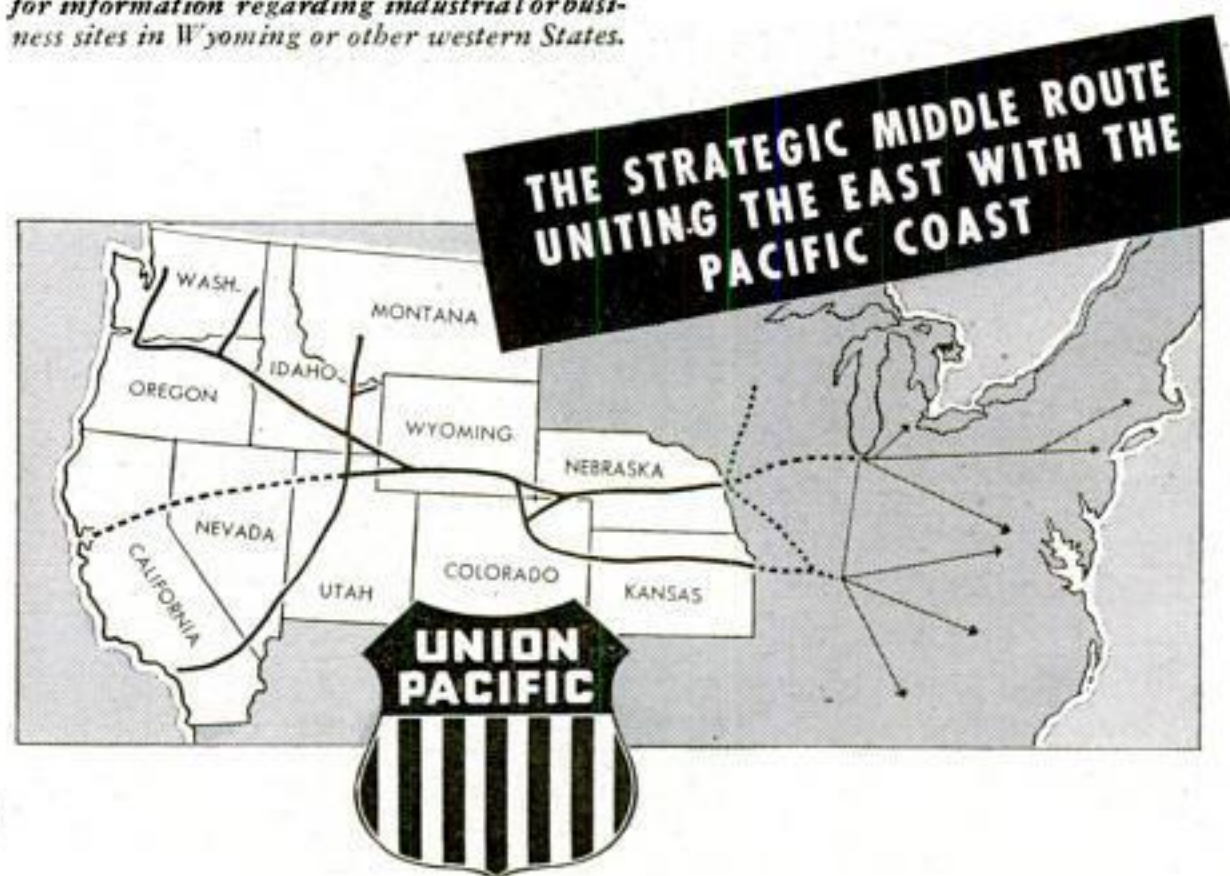 for information regarding industrial or busi-
ness sites in Wyoming or other western States.
THE STRATEGIC MIDDLE ROUTE
UNITING THE EAST WITH THE
PACIFIC COAST
WASH.
MONTANA
IDAHO
OREGON
WYOMING
NEBRASKA
NEVADA
CALIFORNIA
UTAH
COLORADO
KANSAS
UNION
PACIFIC